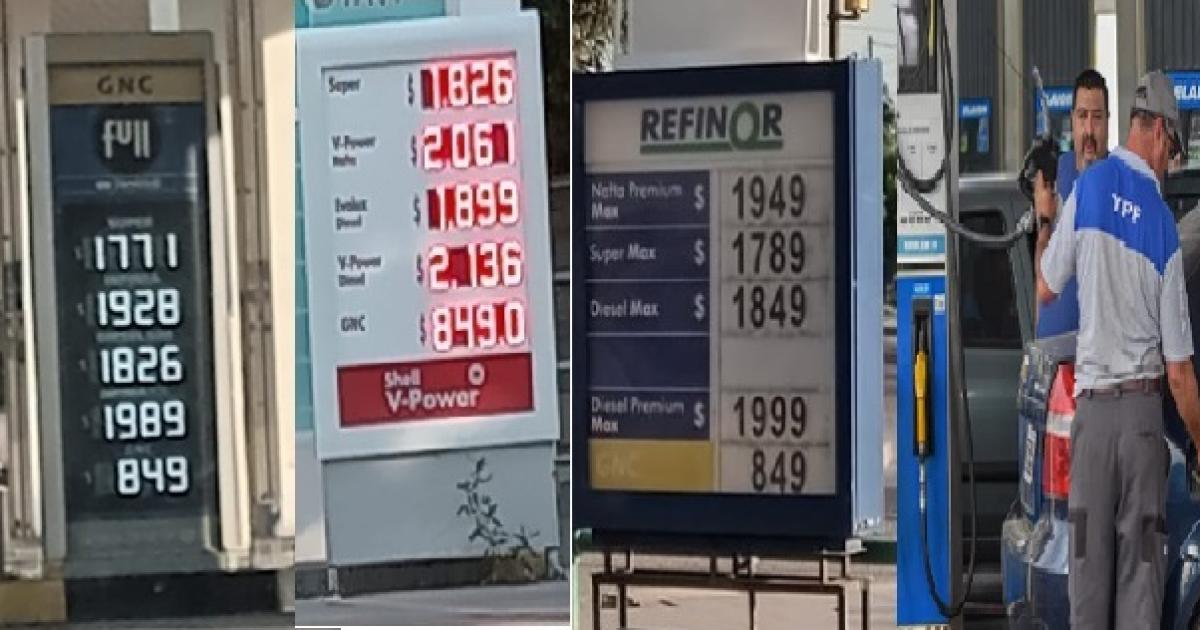 GNC
full
SUPER
1771
1928
1826
1989
849
Super $ 1.826
V-Power Nafta $ 2.061
Evolux Diesel $ 1.899
V-Power Diesel $ 2.136
GNC $ 849.0
Shell
V-Power
REFINOR
Nafta Premium Max $ 1949
Super Max $ 1789
Diesel Max $ 1849
Diesel Premium Max $ 1999
GNC 849
YPF